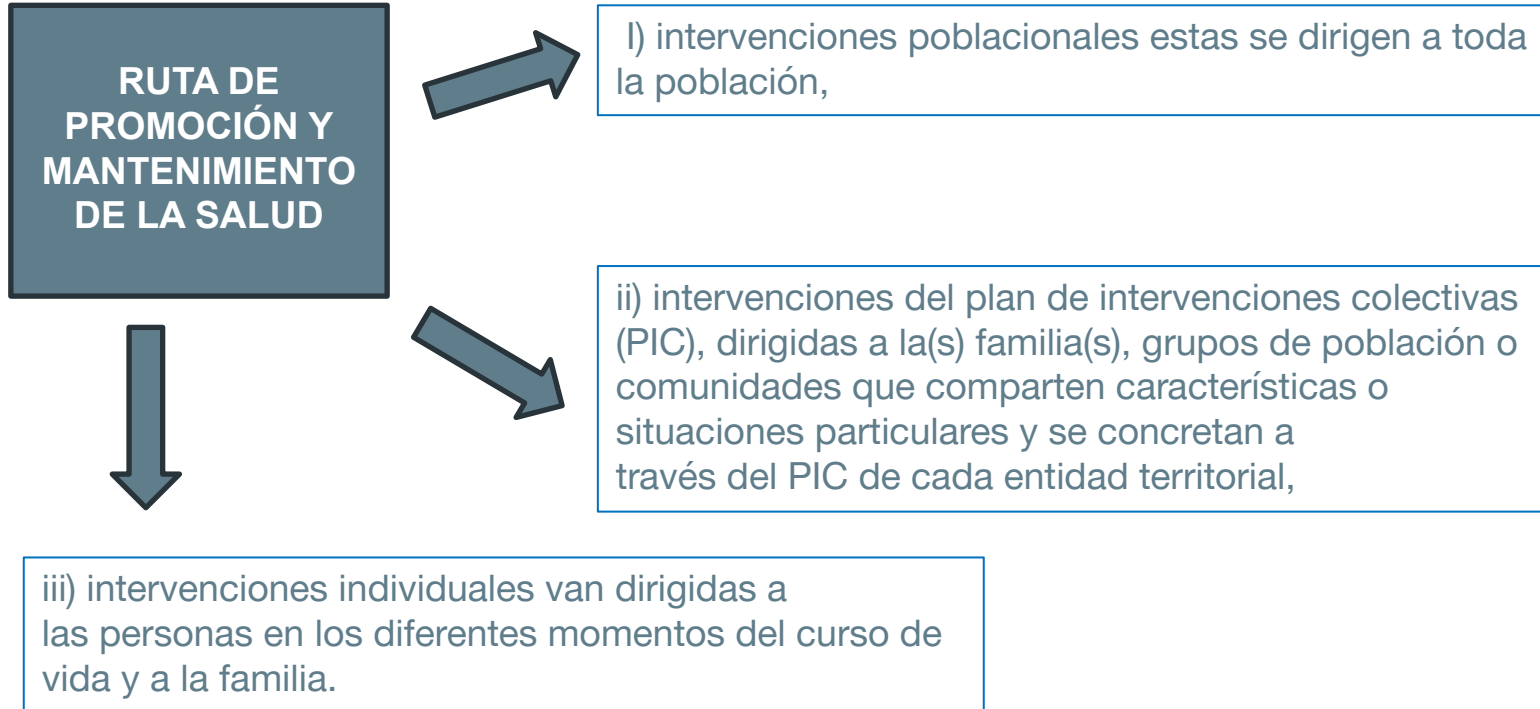 RUTA DE
PROMOCIÓN Y
MANTENIMIENTO
DE LA SALUD
I) intervenciones poblacionales estas se dirigen a toda
la población,
ii) intervenciones del plan de intervenciones colectivas
(PIC), dirigidas a la(s) familia(s), grupos de población o
comunidades que comparten características o
situaciones particulares y se concretan a
través del PIC de cada entidad territorial,
iii) intervenciones individuales van dirigidas a
las personas en los diferentes momentos del curso de
vida y a la familia.